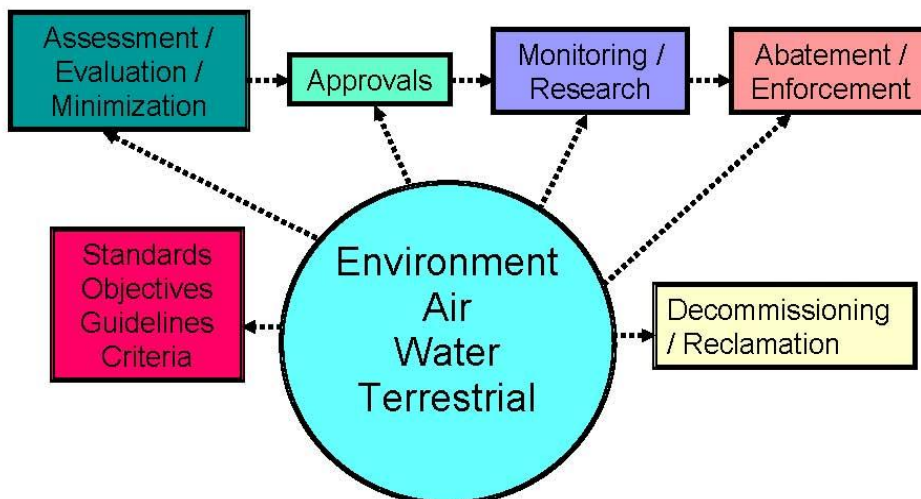 Assessment /
Evaluation /
Minimization
Approvals
Monitoring /
Research
Abatement /
Enforcement
Standards
Objectives
Guidelines
Criteria
Environment
Air
Water
Terrestrial
Decommissioning
/ Reclamation